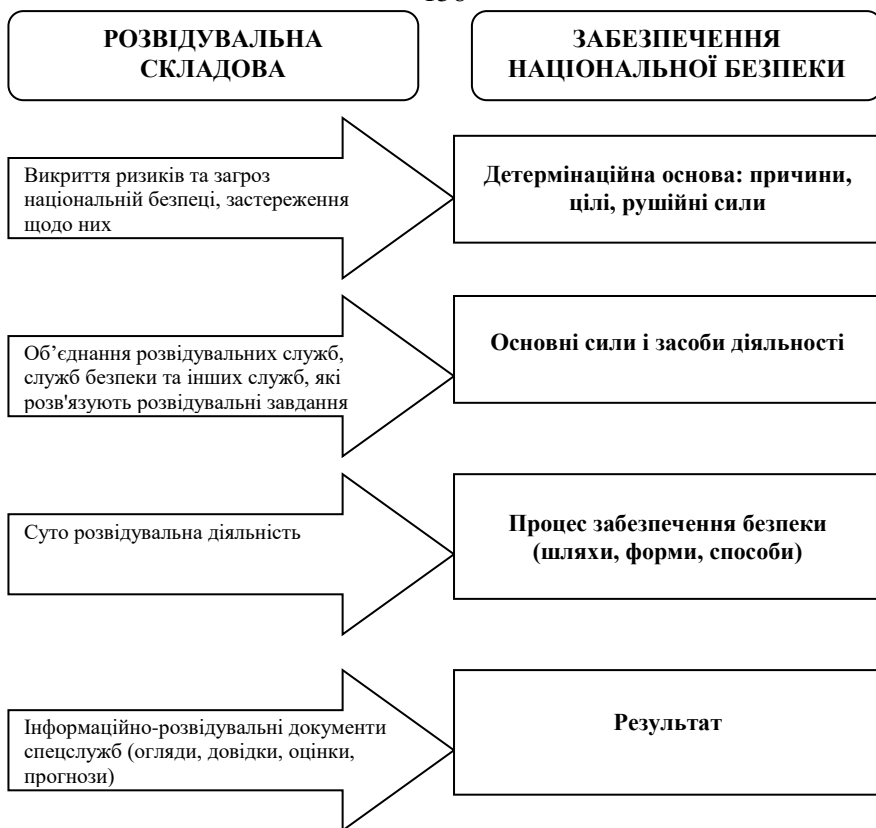 РОЗВІДУВАЛЬНА
СКЛАДОВА
ЗАБЕЗПЕЧЕННЯ
НАЦІОНАЛЬНОЇ БЕЗПЕКИ
Викриття ризиків та загроз
національній безпеці, застереження
щодо них
Детермінаційна основа: причини,
цілі, рушійні сили
Об’єднання розвідувальних служб,
служб безпеки та інших служб, які
розв'язують розвідувальні завдання
Основні сили і засоби діяльності
Суто розвідувальна діяльність
Процес забезпечення безпеки
(шляхи, форми, способи)
Інформаційно-розвідувальні документи
спецслужб (огляди, довідки, оцінки,
прогнози)
Результат